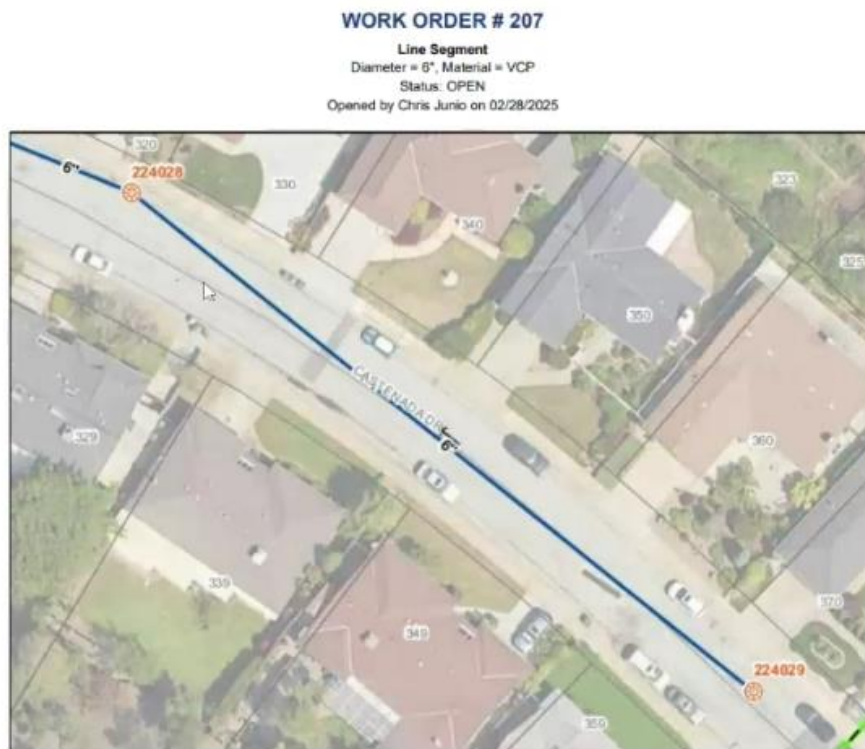 WORK ORDER # 207
Line Segment
Diameter = 6", Material = VCP
Status: OPEN
Opened by Chris Junio on 02/28/2025
320
6"
224028
330
340
323
325
350
CASTENADA DR
329
6"
360
339
370
349
224029
359